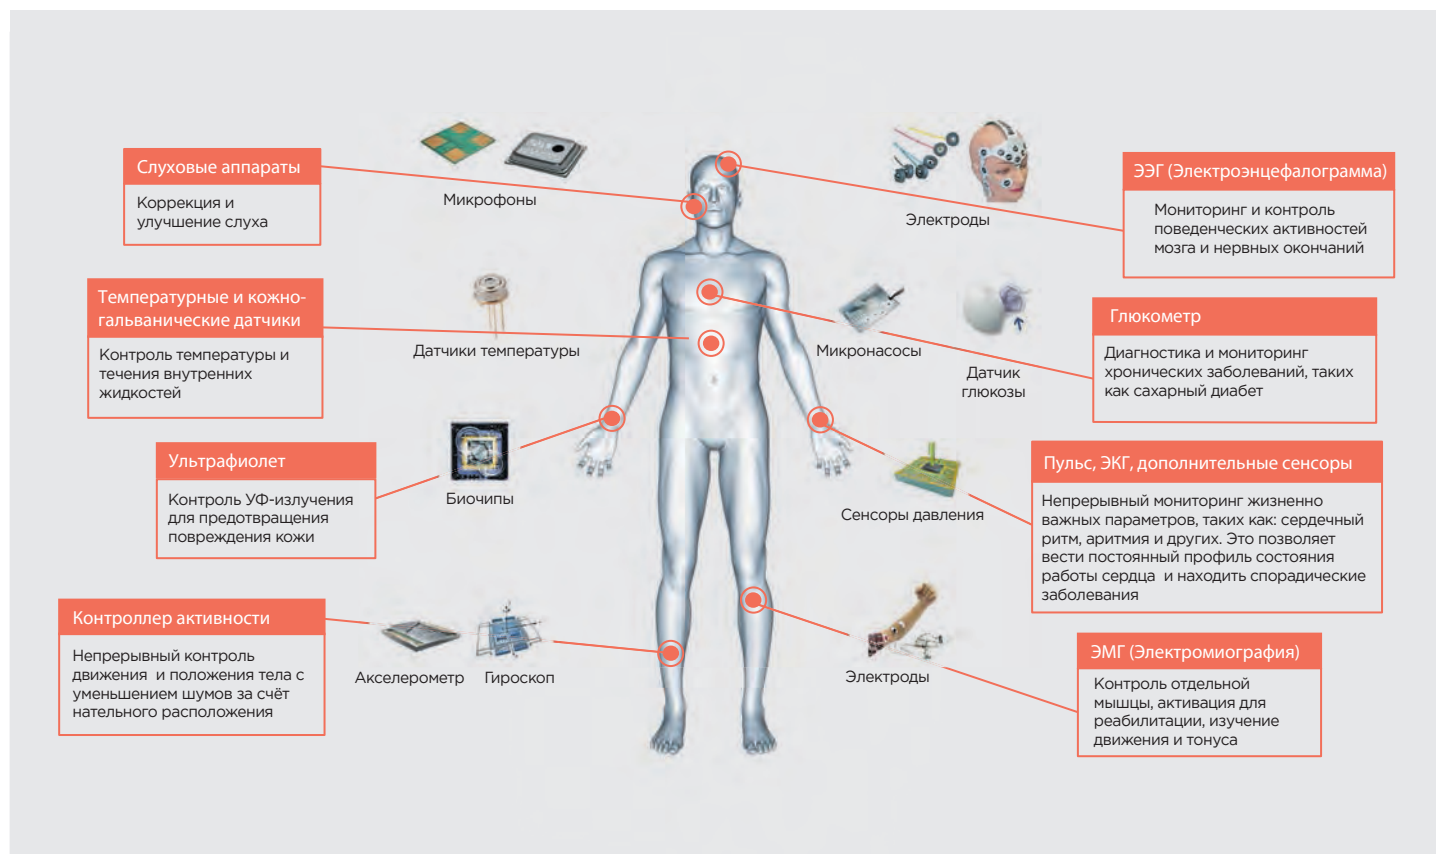 Слуховые аппараты
Коррекция и
улучшение слуха
Микрофоны
Электроды
ЭЭГ (Электроэнцефалограмма)
Мониторинг и контроль
поведенческих активностей
мозга и нервных окончаний
Температурные и кожно-
гальванические датчики
Контроль температуры и
течения внутренних
жидкостей
Датчики температуры
Микронасосы
Датчик
глюкозы
Глюкометр
Диагностика и мониторинг
хронических заболеваний, таких
как сахарный диабет
Ультрафиолет
Контроль УФ-излучения
для предотвращения
повреждения кожи
Биочипы
Сенсоры давления
Пульс, ЭКГ, дополнительные сенсоры
Непрерывный мониторинг жизненно
важных параметров, таких как: сердечный
ритм, аритмия и других. Это позволяет
вести постоянный профиль состояния
работы сердца и находить спорадические
заболевания
Контроллер активности
Непрерывный контроль
движения и положения тела с
уменьшением шумов за счёт
нательного расположения
Акселерометр
Гироскоп
Электроды
ЭМГ (Электромиография)
Контроль отдельной
мышцы, активация для
реабилитации, изучение
движения и тонуса